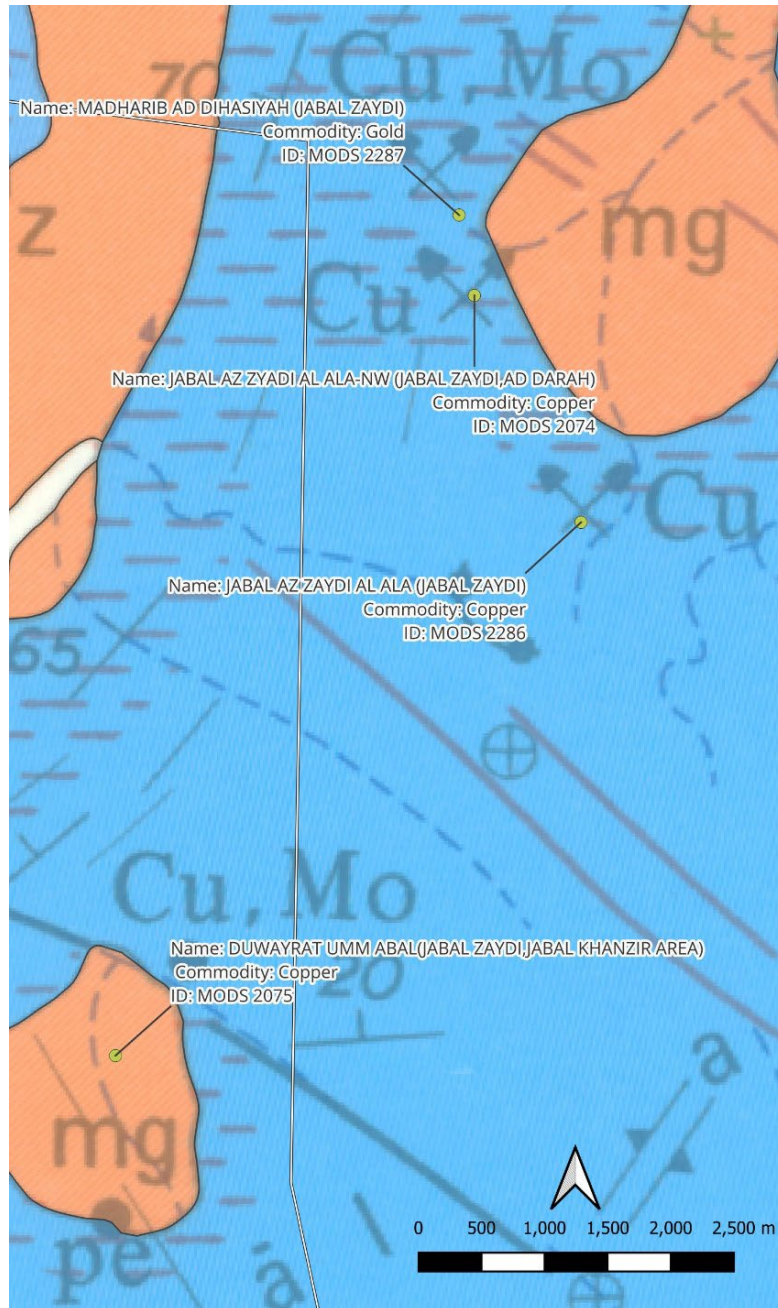 Cu, Mo
70
Name: MADHARIB AD DIHASIYAH (JABAL ZAYDI)
Commodity: Gold
ID: MODS 2287
z
mg
Cu
Name: JABAL AZ ZYADI AL ALA-NW (JABAL ZAYDI,AD DARAH)
Commodity: Copper
ID: MODS 2074
Cu
Name: JABAL AZ ZAYDI AL ALA (JABAL ZAYDI)
Commodity: Copper
ID: MODS 2286
65
Cu, Mo
Name: DUWAYRAT UMM ABAL(JABAL ZAYDI,JABAL KHANZIR AREA)
Commodity: Copper
ID: MODS 2075
20
a
mg
pe
0 500 1,000 1,500 2,000 2,500 m